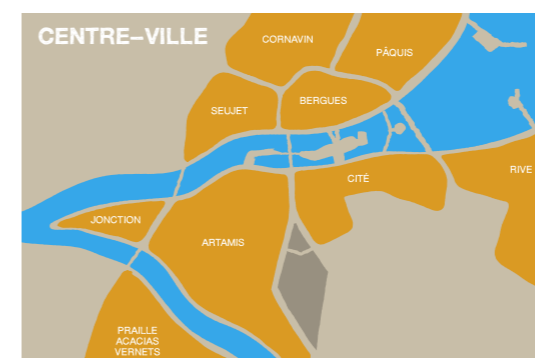 CENTRE–VILLE
CORNAVIN
PÂQUIS
BERGUES
SEUJET
CITÉ
RIVE
JONCTION
ARTAMIS
PRAILLE
ACACIAS
VERNETS